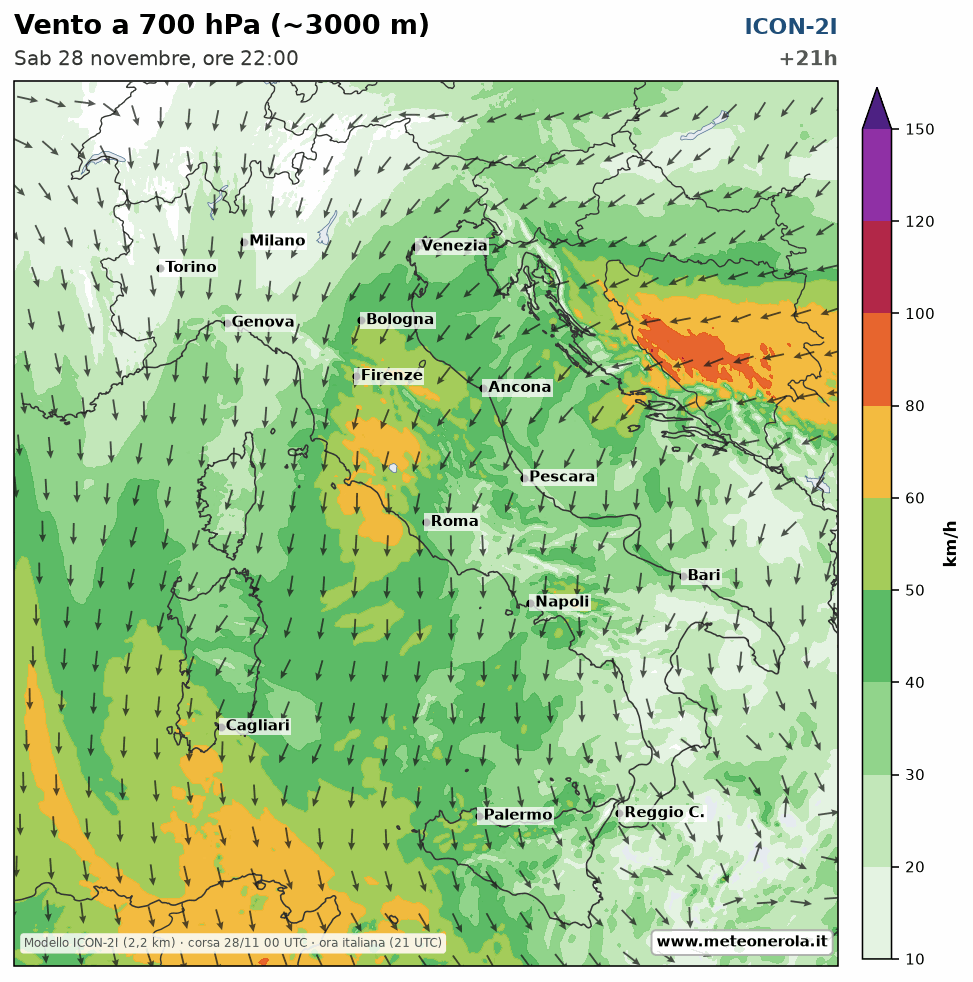 Vento a 700 hPa (~3000 m)
ICON-2I
Sab 28 novembre, ore 22:00
+21h
150
120
100
80
60
50
40
30
20
10
km/h
Milano
Venezia
Torino
Genova
Bologna
Firenze
Ancona
Pescara
Roma
Bari
Napoli
Cagliari
Palermo
Reggio C.
Modello ICON-2I (2,2 km) · corsa 28/11 00 UTC · ora italiana (21 UTC)
www.meteonerola.it